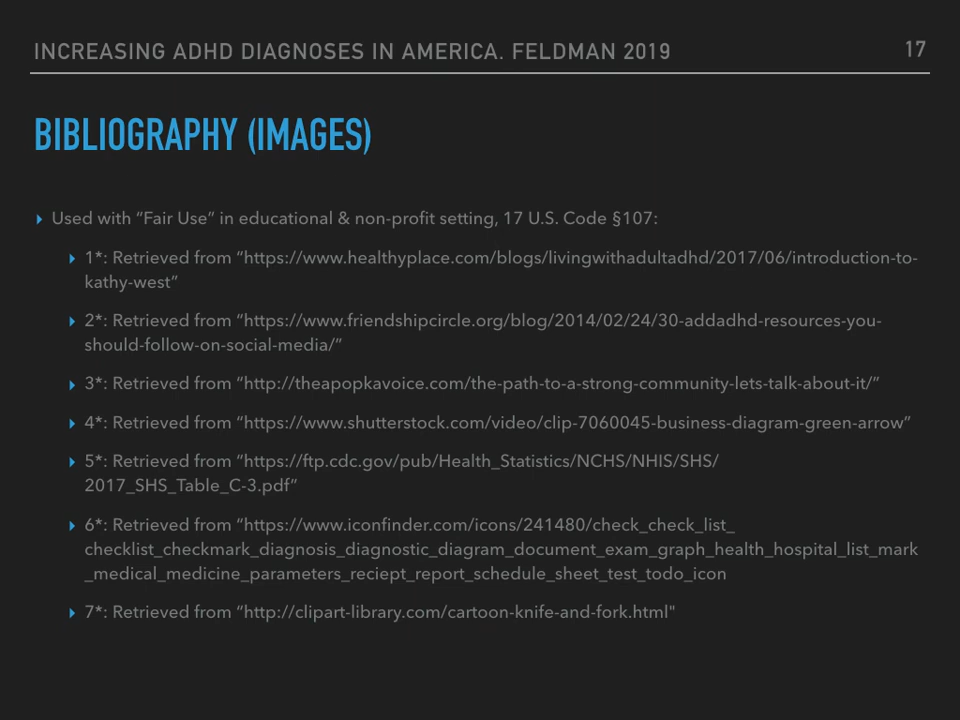 INCREASING ADHD DIAGNOSES IN AMERICA. FELDMAN 2019
17
BIBLIOGRAPHY (IMAGES)
Used with “Fair Use” in educational & non-profit setting, 17 U.S. Code §107:
1*: Retrieved from “https://www.healthyplace.com/blogs/livingwithadultadhd/2017/06/introduction-to-
kathy-west”
2*: Retrieved from “https://www.friendshipcircle.org/blog/2014/02/24/30-addadhd-resources-you-
should-follow-on-social-media/”
3*: Retrieved from “http://theapopkavoice.com/the-path-to-a-strong-community-lets-talk-about-it/”
4*: Retrieved from “https://www.shutterstock.com/video/clip-7060045-business-diagram-green-arrow”
5*: Retrieved from “https://ftp.cdc.gov/pub/Health_Statistics/NCHS/NHIS/SHS/
2017_SHS_Table_C-3.pdf”
6*: Retrieved from “https://www.iconfinder.com/icons/241480/check_check_list_
checklist_checkmark_diagnosis_diagnostic_diagram_document_exam_graph_health_hospital_list_mark
_medical_medicine_parameters_reciept_report_schedule_sheet_test_todo_icon
7*: Retrieved from “http://clipart-library.com/cartoon-knife-and-fork.html"